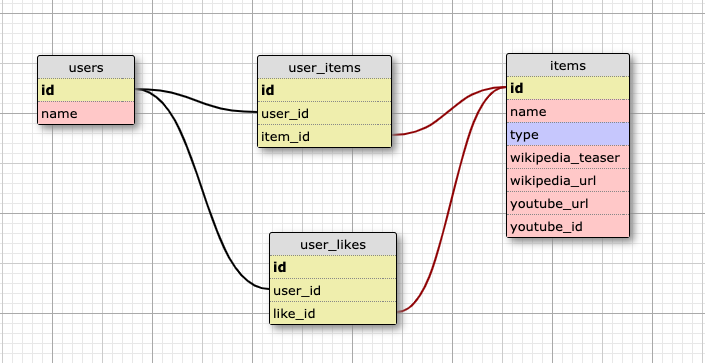 users
id
name
user_items
id
user_id
item_id
items
id
name
type
wikipedia_teaser
wikipedia_url
youtube_url
youtube_id
user_likes
id
user_id
like_id